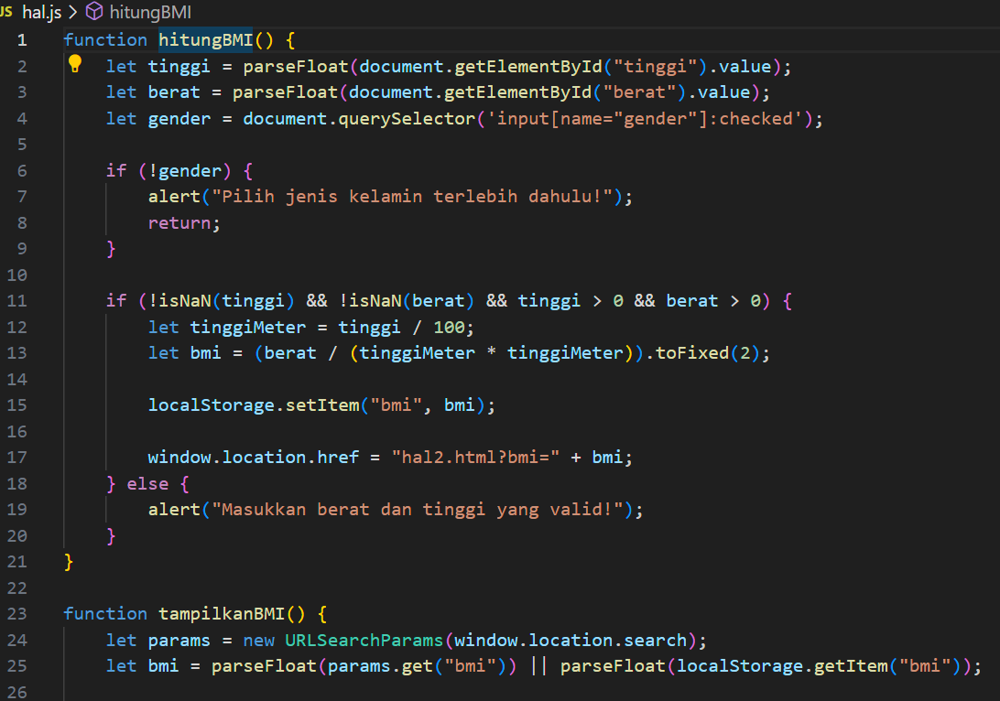 JS hal.js > hitungBMI
1 function hitungBMI() {
2 let tinggi = parseFloat(document.getElementById("tinggi").value);
3 let berat = parseFloat(document.getElementById("berat").value);
4 let gender = document.querySelector('input[name="gender"]:checked');
5
6 if (!gender) {
7 alert("Pilih jenis kelamin terlebih dahulu!");
8 return;
9 }
10
11 if (!isNaN(tinggi) && !isNaN(berat) && tinggi > 0 && berat > 0) {
12 let tinggiMeter = tinggi / 100;
13 let bmi = (berat / (tinggiMeter * tinggiMeter)).toFixed(2);
14
15 localStorage.setItem("bmi", bmi);
16
17 window.location.href = "hal2.html?bmi=" + bmi;
18 } else {
19 alert("Masukkan berat dan tinggi yang valid!");
20 }
21 }
22
23 function tampilkanBMI() {
24 let params = new URLSearchParams(window.location.search);
25 let bmi = parseFloat(params.get("bmi")) || parseFloat(localStorage.getItem("bmi"));
26